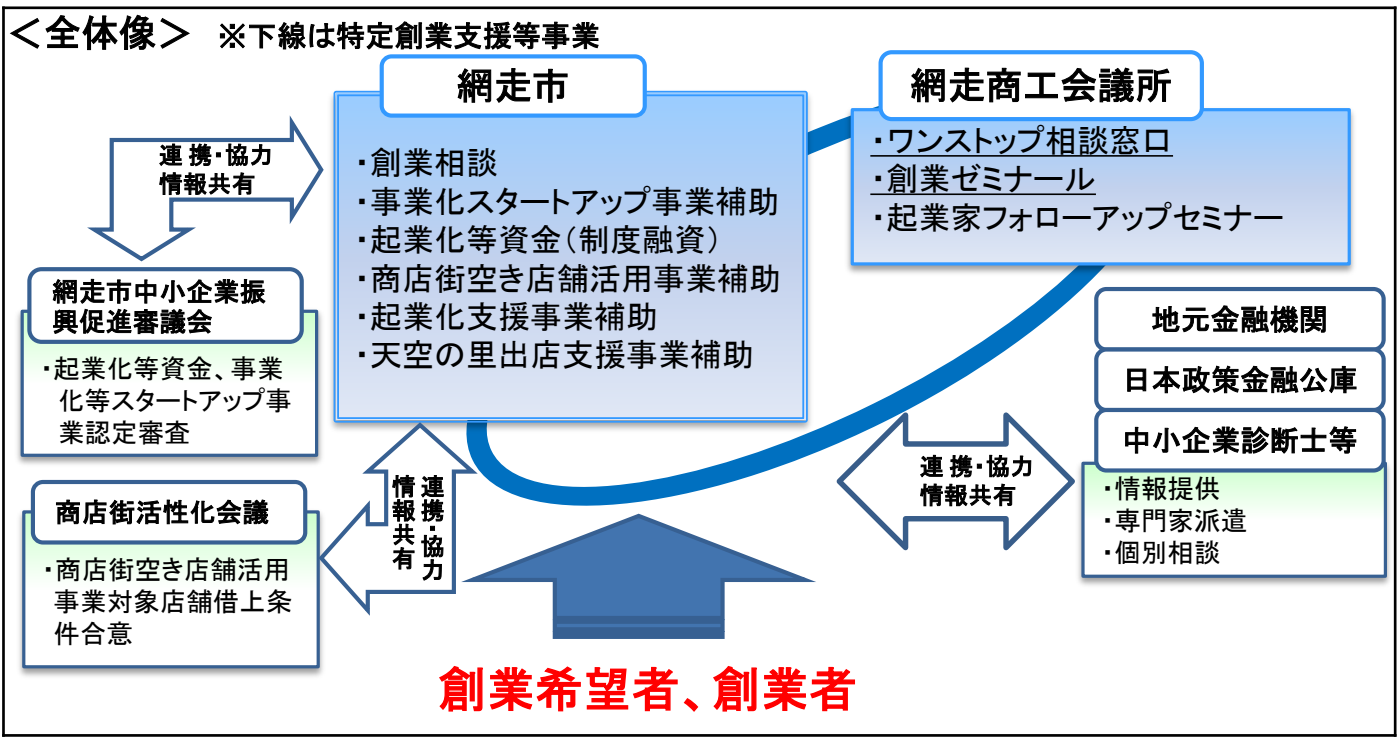 ＜全体像＞ ※下線は特定創業支援等事業
網走市
・創業相談
・事業化スタートアップ事業補助
・起業化等資金（制度融資）
・商店街空き店舗活用事業補助
・起業化支援事業補助
・天空の里出店支援事業補助
網走商工会議所
・ワンストップ相談窓口
・創業ゼミナール
・起業家フォローアップセミナー
連 携・協力
情報共有
網走市中小企業振
興促進審議会
・起業化等資金、事業
化等スタートアップ事
業認定審査
商店街活性化会議
・商店街空き店舗活用
事業対象店舗借上条
件合意
連 携・協力
情報共有
連 携・協力
情報共有
地元金融機関
日本政策金融公庫
中小企業診断士等
・情報提供
・専門家派遣
・個別相談
創業希望者、創業者